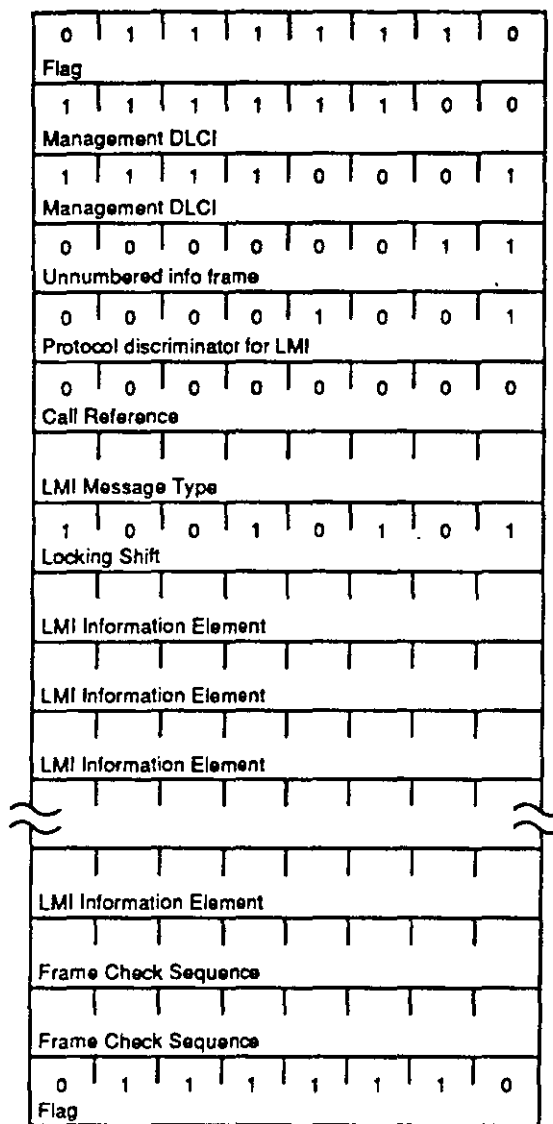 0 1 1 1 1 1 1 0
Flag
1 1 1 1 1 1 0 0
Management DLCI
1 1 1 1 0 0 0 1
Management DLCI
0 0 0 0 0 0 1 1
Unnumbered info frame
0 0 0 0 1 0 0 1
Protocol discriminator for LMI
0 0 0 0 0 0 0 0
Call Reference
LMI Message Type
1 0 0 1 0 1 0 1
Locking Shift
LMI Information Element
LMI Information Element
LMI Information Element
LMI Information Element
Frame Check Sequence
Frame Check Sequence
0 1 1 1 1 1 1 0
Flag